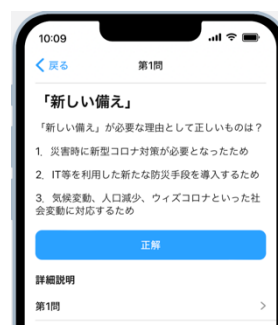 10:09
戻る
第1問
「新しい備え」
「新しい備え」が必要な理由として正しいものは？
1. 災害時に新型コロナ対策が必要となったため
2. IT等を利用した新たな防災手段を導入するため
3. 気候変動、人口減少、ウィズコロナといった社
会変動に対応するため
正解
詳細説明
第1問